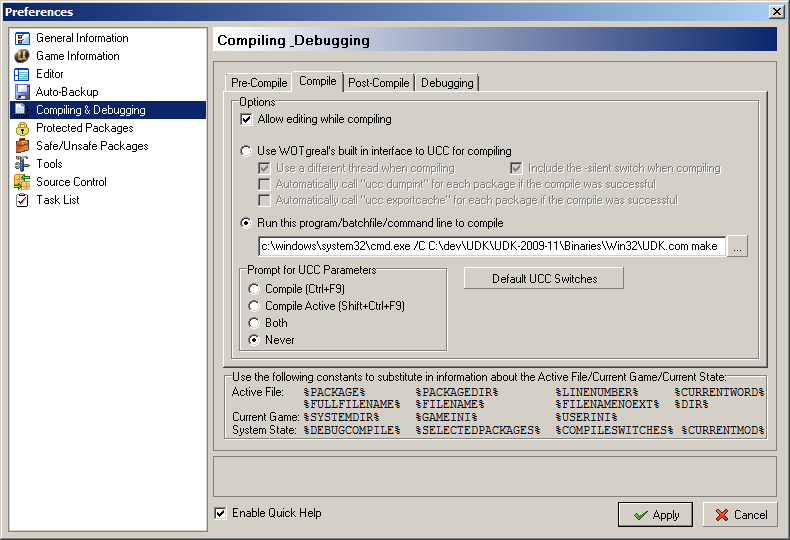 Preferences
General Information
Game Information
Editor
Auto-Backup
Compiling & Debugging
Protected Packages
Safe/Unsafe Packages
Tools
Source Control
Task List
Compiling _Debugging
Pre-Compile Compile Post-Compile Debugging
Options
Allow editing while compiling
Use WOTgreal's built in interface to UCC for compiling
Use a different thread when compiling Include the -silent switch when compiling
Automatically call "ucc dumpint" for each package if the compile was successful
Automatically call "ucc exportcache" for each package if the compile was successful
Run this program/batchfile/command line to compile
c:\windows\system32\cmd.exe /C C:\dev\UDK\UDK-2009-11\Binaries\Win32\UDK.com make ...
Prompt for UCC Parameters
Compile (Ctrl+F9)
Compile Active (Shift+Ctrl+F9)
Both
Never
Default UCC Switches
Use the following constants to substitute in information about the Active File/Current Game/Current State:
Active File: %PACKAGE% %PACKAGEDIR% %LINENUMBER% %CURRENTWORD%
%FULLFILENAME% %FILENAME% %FILENAMENOEXT% %DIR%
Current Game: %SYSTEMDIR% %GAMEINI% %USERINI%
System State: %DEBUGCOMPILE% %SELECTEDPACKAGES% %COMPILESWITCHES% %CURRENTMOD%
Enable Quick Help
Apply
Cancel